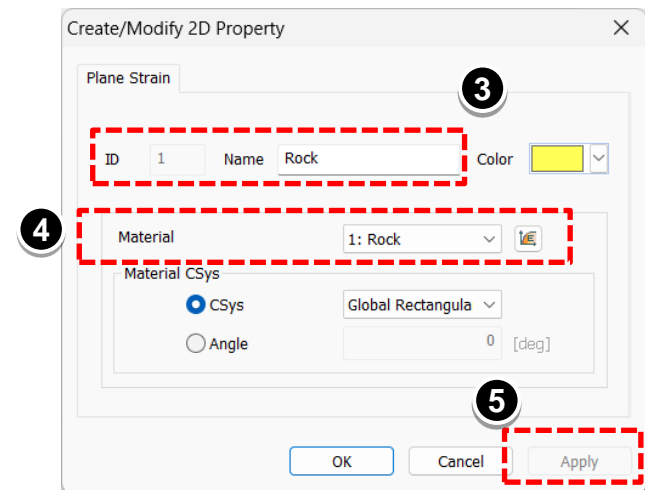 Create/Modify 2D Property
Plane Strain
3
ID 1 Name Rock Color
4
Material 1: Rock
Material CSys
CSys Global Rectangula
Angle 0 [deg]
5
OK Cancel Apply